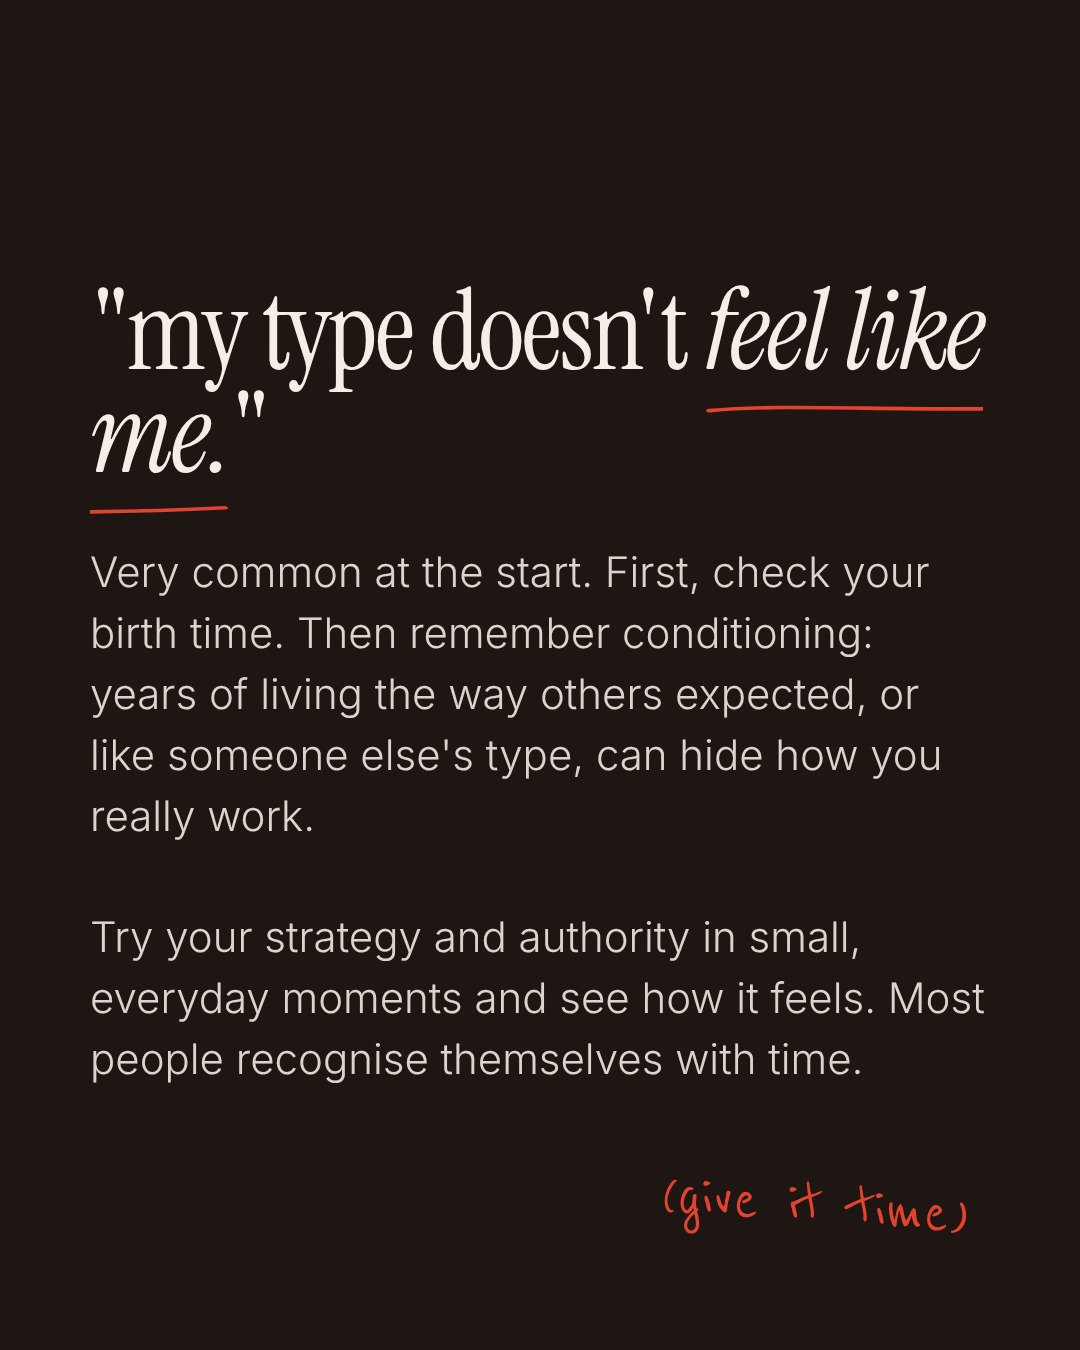 "my type doesn't feel like
me."
Very common at the start. First, check your
birth time. Then remember conditioning:
years of living the way others expected, or
like someone else's type, can hide how you
really work.
Try your strategy and authority in small,
everyday moments and see how it feels. Most
people recognise themselves with time.
(give it time)